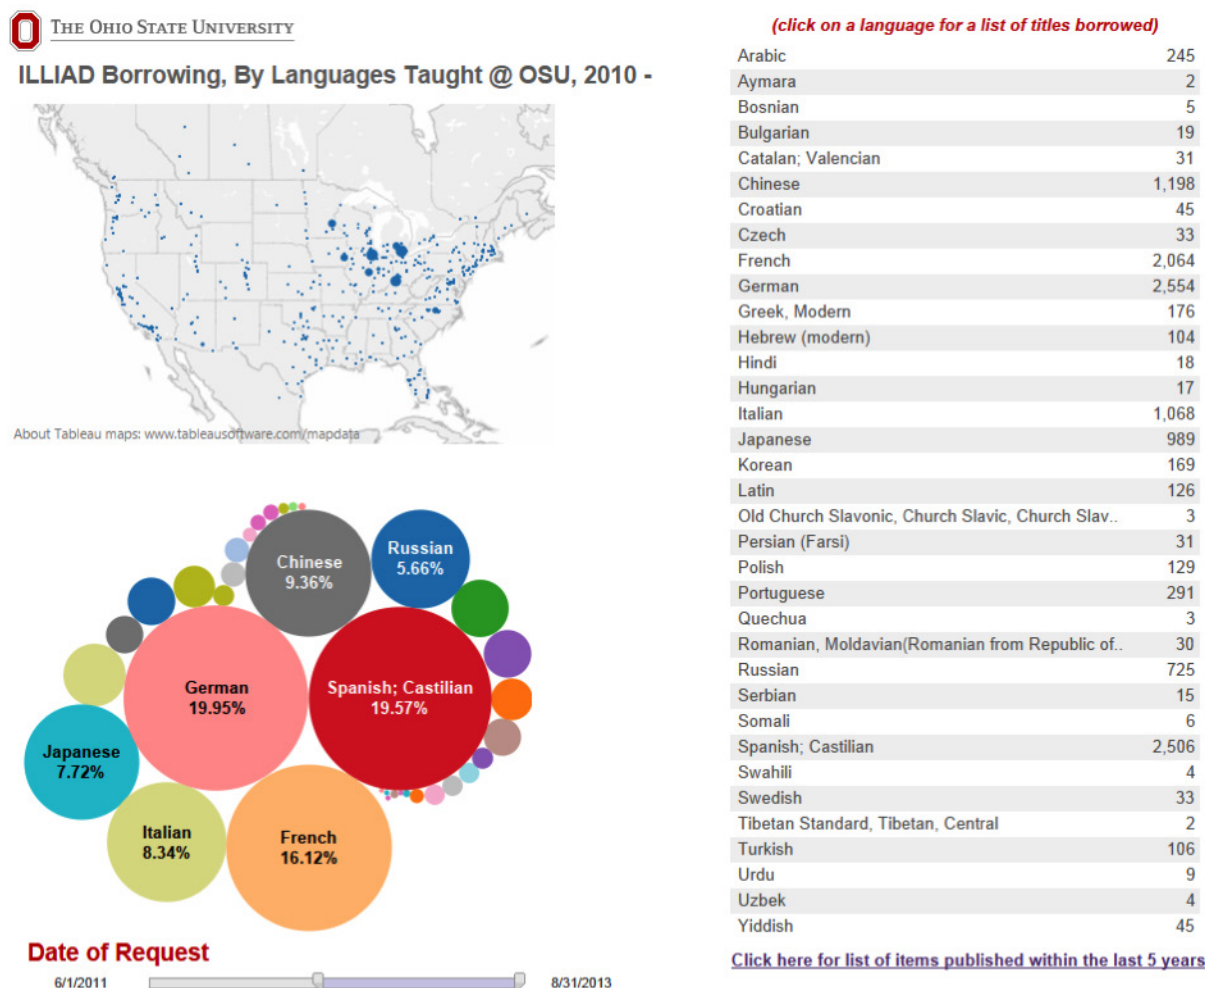 THE OHIO STATE UNIVERSITY
ILLIAD Borrowing, By Languages Taught @ OSU, 2010 -
About Tableau maps: www.tableausoftware.com/mapdata
Chinese
9.36%
Russian
5.66%
German
19.95%
Spanish; Castilian
19.57%
Japanese
7.72%
Italian
8.34%
French
16.12%
Date of Request
6/1/2011 8/31/2013
(click on a language for a list of titles borrowed)
Arabic 245
Aymara 2
Bosnian 5
Bulgarian 19
Catalan; Valencian 31
Chinese 1,198
Croatian 45
Czech 33
French 2,064
German 2,554
Greek, Modern 176
Hebrew (modern) 104
Hindi 18
Hungarian 17
Italian 1,068
Japanese 989
Korean 169
Latin 126
Old Church Slavonic, Church Slavic, Church Slav.. 3
Persian (Farsi) 31
Polish 129
Portuguese 291
Quechua 3
Romanian, Moldavian(Romanian from Republic of.. 30
Russian 725
Serbian 15
Somali 6
Spanish; Castilian 2,506
Swahili 4
Swedish 33
Tibetan Standard, Tibetan, Central 2
Turkish 106
Urdu 9
Uzbek 4
Yiddish 45
Click here for list of items published within the last 5 years